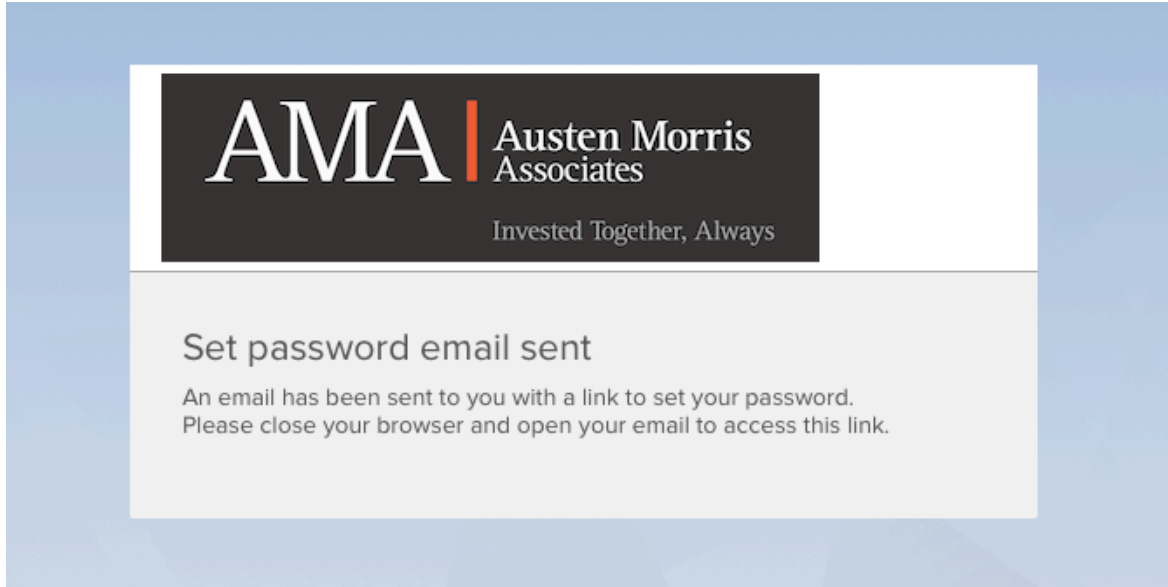 AMA
Austen Morris
Associates
Invested Together, Always
Set password email sent
An email has been sent to you with a link to set your password.
Please close your browser and open your email to access this link.